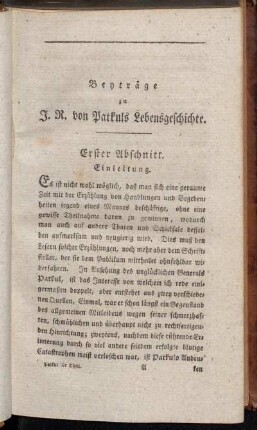 Beyträge
zu
J. R. von Patkuls Lebensgeschichte.
Erster Abschnitt.
Einleitung.
Es ist nicht wohl möglich, daß man sich eine geraume
Zeit mit der Erzählung von Handlungen und Begeben
heiten irgend eines Mannes beschäftige, ohne eine
gewisse Theilnahme daran zu gewinnen, wodurch
man auch auf andere Thaten und Schicksale dessel
ben aufmerksam und neugierig wird. Dies muß den
Lesern solcher Erzählungen, noch mehr aber dem Schrift
steller, der sie dem Publikum mittheilet ohnfehlbar wi
derfahren. In Ansehung des unglücklichen Generals
Patkul, ist das Interesse von welchem ich rede ei
gentlich doppelt, aber entstehet aus zwey verschiede
nen Quellen. Einmal, war er schon längst ein Gegenstand
des allgemeinen Mitleidens wegen seiner schmerzhaf
ten, schmählichen und überhaupt nicht zu rechtfertigen
den Hinrichtung; zweytens, nachdem diese rührende Er
innerung durch so viel andere seitdem erfolgte blutige
Catastrophen meist verloschen war, ist Patkuls Anden
Patkul 3r Theil. A ken